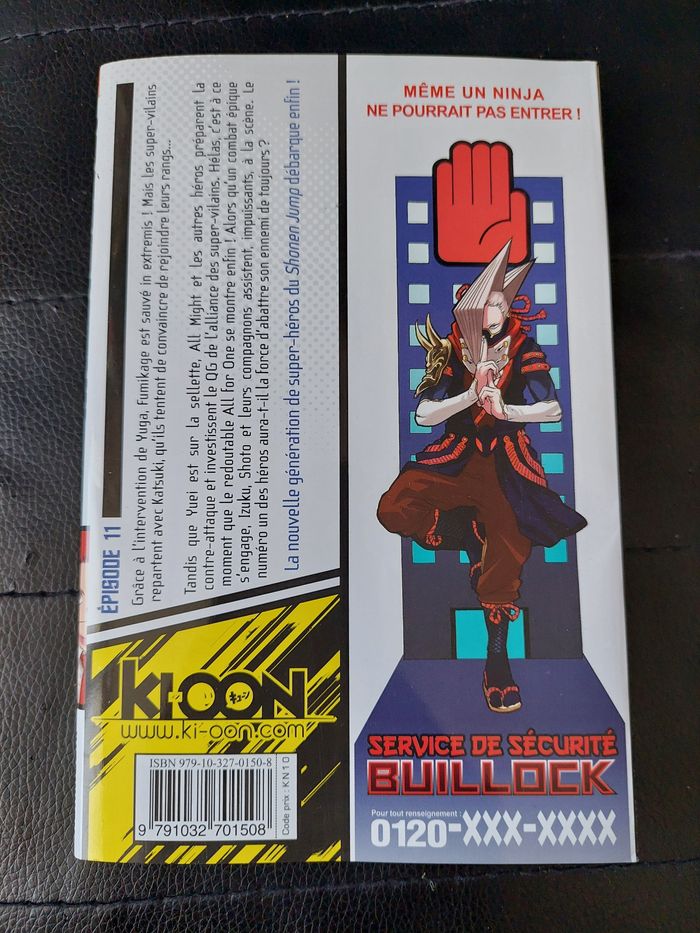 ÉPISODE 11
Grâce à l'intervention de Yuga, Fumikage est sauvé in extremis ! Mais les super-vilains
repartent avec Katsuki, qu'ils tentent de convaincre de rejoindre leurs rangs...
Tandis que Yuei est sur la sellette, All Might et les autres héros préparent la
contre-attaque et investissent le QG de l'alliance des super-vilains. Hélas, c'est à ce
moment que le redoutable All For One se montre enfin ! Alors qu'un combat épique
s'engage, Izuku, Shoto et leurs compagnons assistent, impuissants, à la scène. Le
numéro un des héros aura-t-il la force d'abattre son ennemi de toujours ?
La nouvelle génération de super-héros du Shonen Jump débarque enfin !
KI-OON
キューン
www.ki-oon.com
ISBN 979-10-327-0150-8
9 791032 701508
Code prix : KN10
MÊME UN NINJA
NE POURRAIT PAS ENTRER !
SERVICE DE SÉCURITÉ
BUILLOCK
Pour tout renseignement :
0120-XXX-XXXX